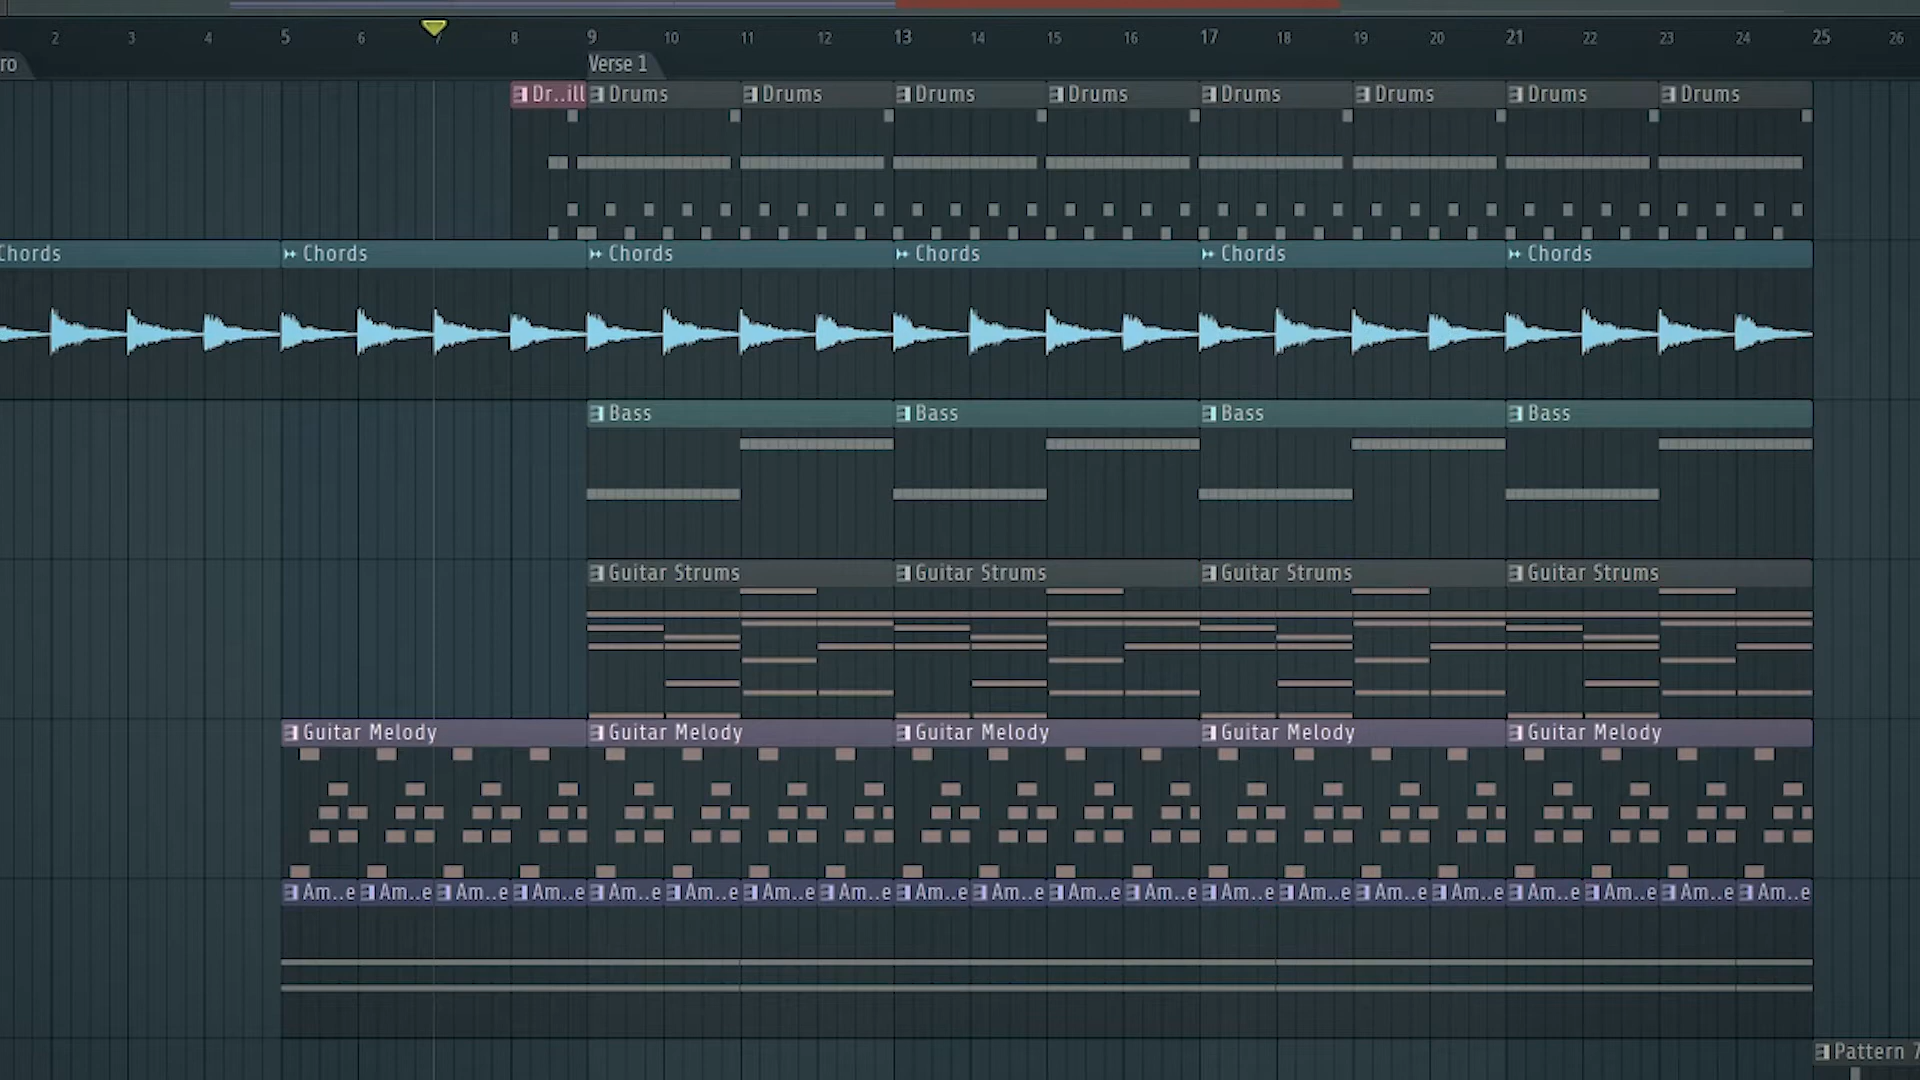 2 3 4 5 6 7 8 9 10 11 12 13 14 15 16 17 18 19 20 21 22 23 24 25 26
ro Verse 1
Dr..ill Drums Drums Drums Drums Drums Drums Drums Drums
Chords Chords Chords Chords Chords Chords
Bass Bass Bass Bass
Guitar Strums Guitar Strums Guitar Strums Guitar Strums
Guitar Melody Guitar Melody Guitar Melody Guitar Melody Guitar Melody
Am..e Am..e Am..e Am..e Am..e Am..e Am..e Am..e Am..e Am..e Am..e Am..e Am..e Am..e Am..e Am..e Am..e Am..e Am..e Am..e
Pattern 7